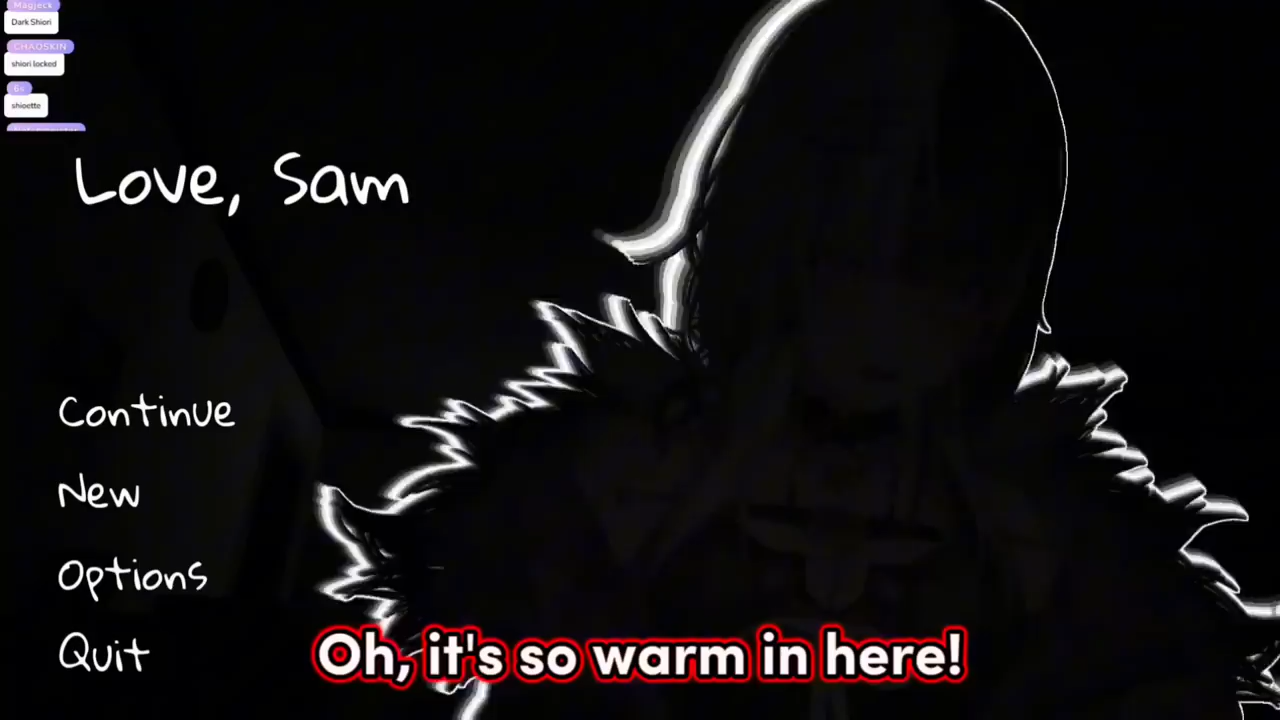 Magjeck
Dark Shiori
CHAOSKIN
shiori locked
6s
shioette
Love, Sam
Continue
New
Options
Quit
Oh, it's so warm in here!